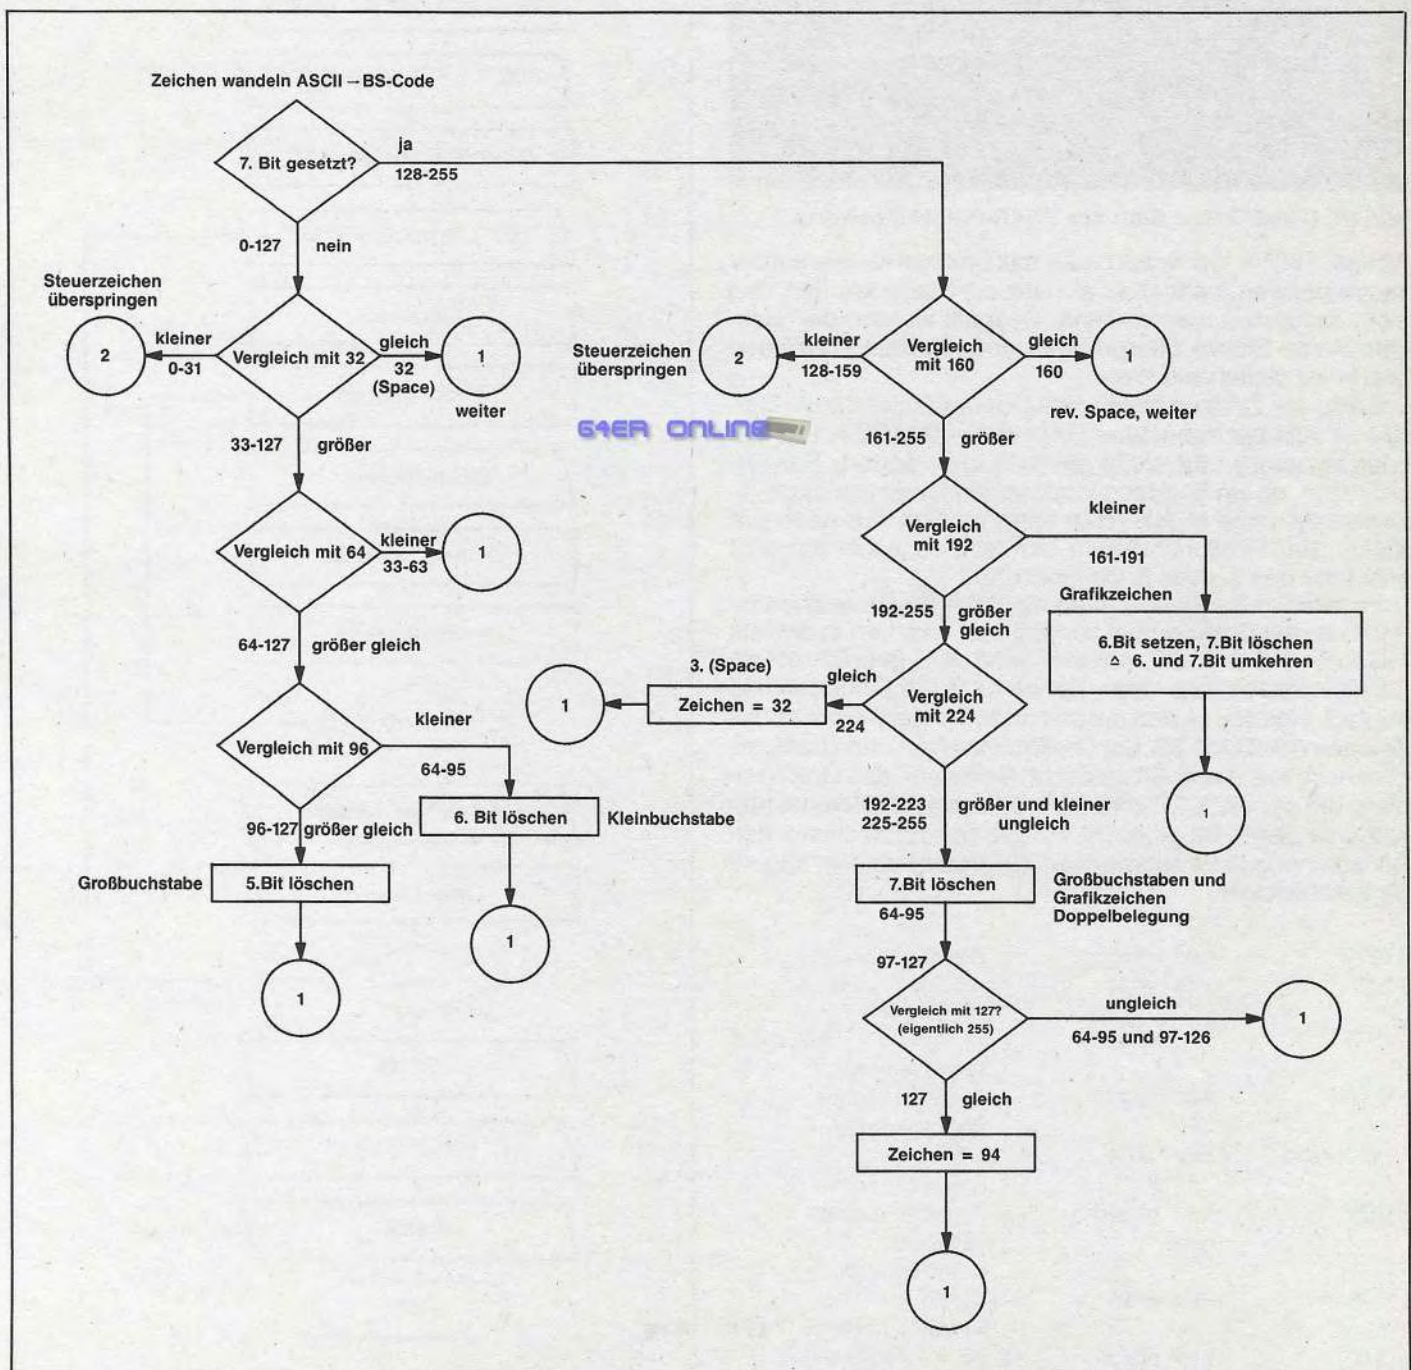 Zeichen wandeln ASCII – BS-Code
7. Bit gesetzt?
ja
128-255
0-127
nein
Steuerzeichen
überspringen
2
kleiner
0-31
Vergleich mit 32
gleich
32
(Space)
1
weiter
33-127
größer
Vergleich mit 64
kleiner
33-63
1
64-127
größer gleich
Vergleich mit 96
kleiner
64-95
6. Bit löschen
Kleinbuchstabe
1
96-127
größer gleich
Großbuchstabe
5.Bit löschen
1
Steuerzeichen
überspringen
2
kleiner
128-159
Vergleich
mit 160
gleich
160
1
rev. Space, weiter
64ER ONLINE
161-255
größer
Vergleich
mit 192
kleiner
161-191
Grafikzeichen
6.Bit setzen, 7.Bit löschen
≙ 6. und 7.Bit umkehren
1
192-255
größer
gleich
3. (Space)
1
Zeichen = 32
gleich
224
Vergleich
mit 224
192-223
225-255
größer und kleiner
ungleich
7.Bit löschen
Großbuchstaben und
Grafikzeichen
Doppelbelegung
64-95
97-127
Vergleich mit 127?
(eigentlich 255)
ungleich
64-95 und 97-126
1
127
gleich
Zeichen = 94
1